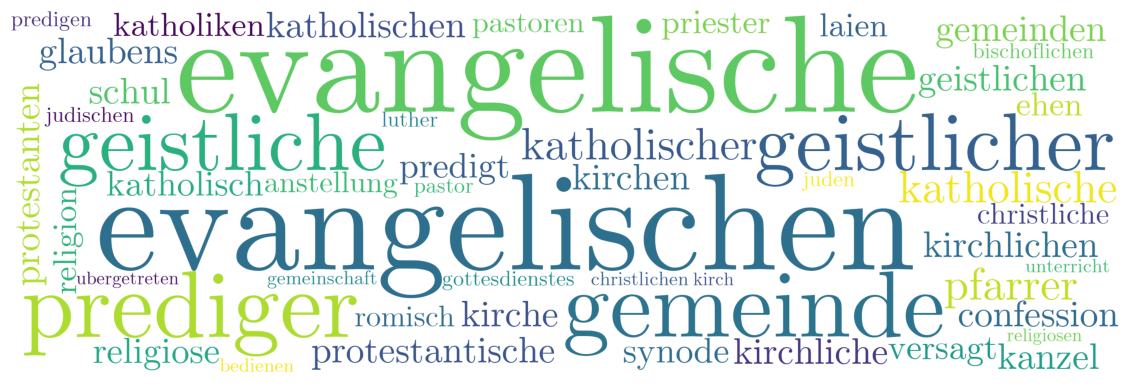 predigen katholiken katholischen pastoren priester laien gemeinden
glaubens evangelische bischoflichen
schul geistlichen
protestanten judischen luther ehen
geistliche predigt katholischer geistlicher
religion katholisch anstellung pastor kirchen juden katholische
evangelischen christliche
kirchlichen
ubergetreten gemeinschaft gottesdienstes christlichen kirch unterricht
prediger romisch kirche gemeinde pfarrer
confession
religiose protestantische synode kirchliche versagt religiosen
bedienen kanzel